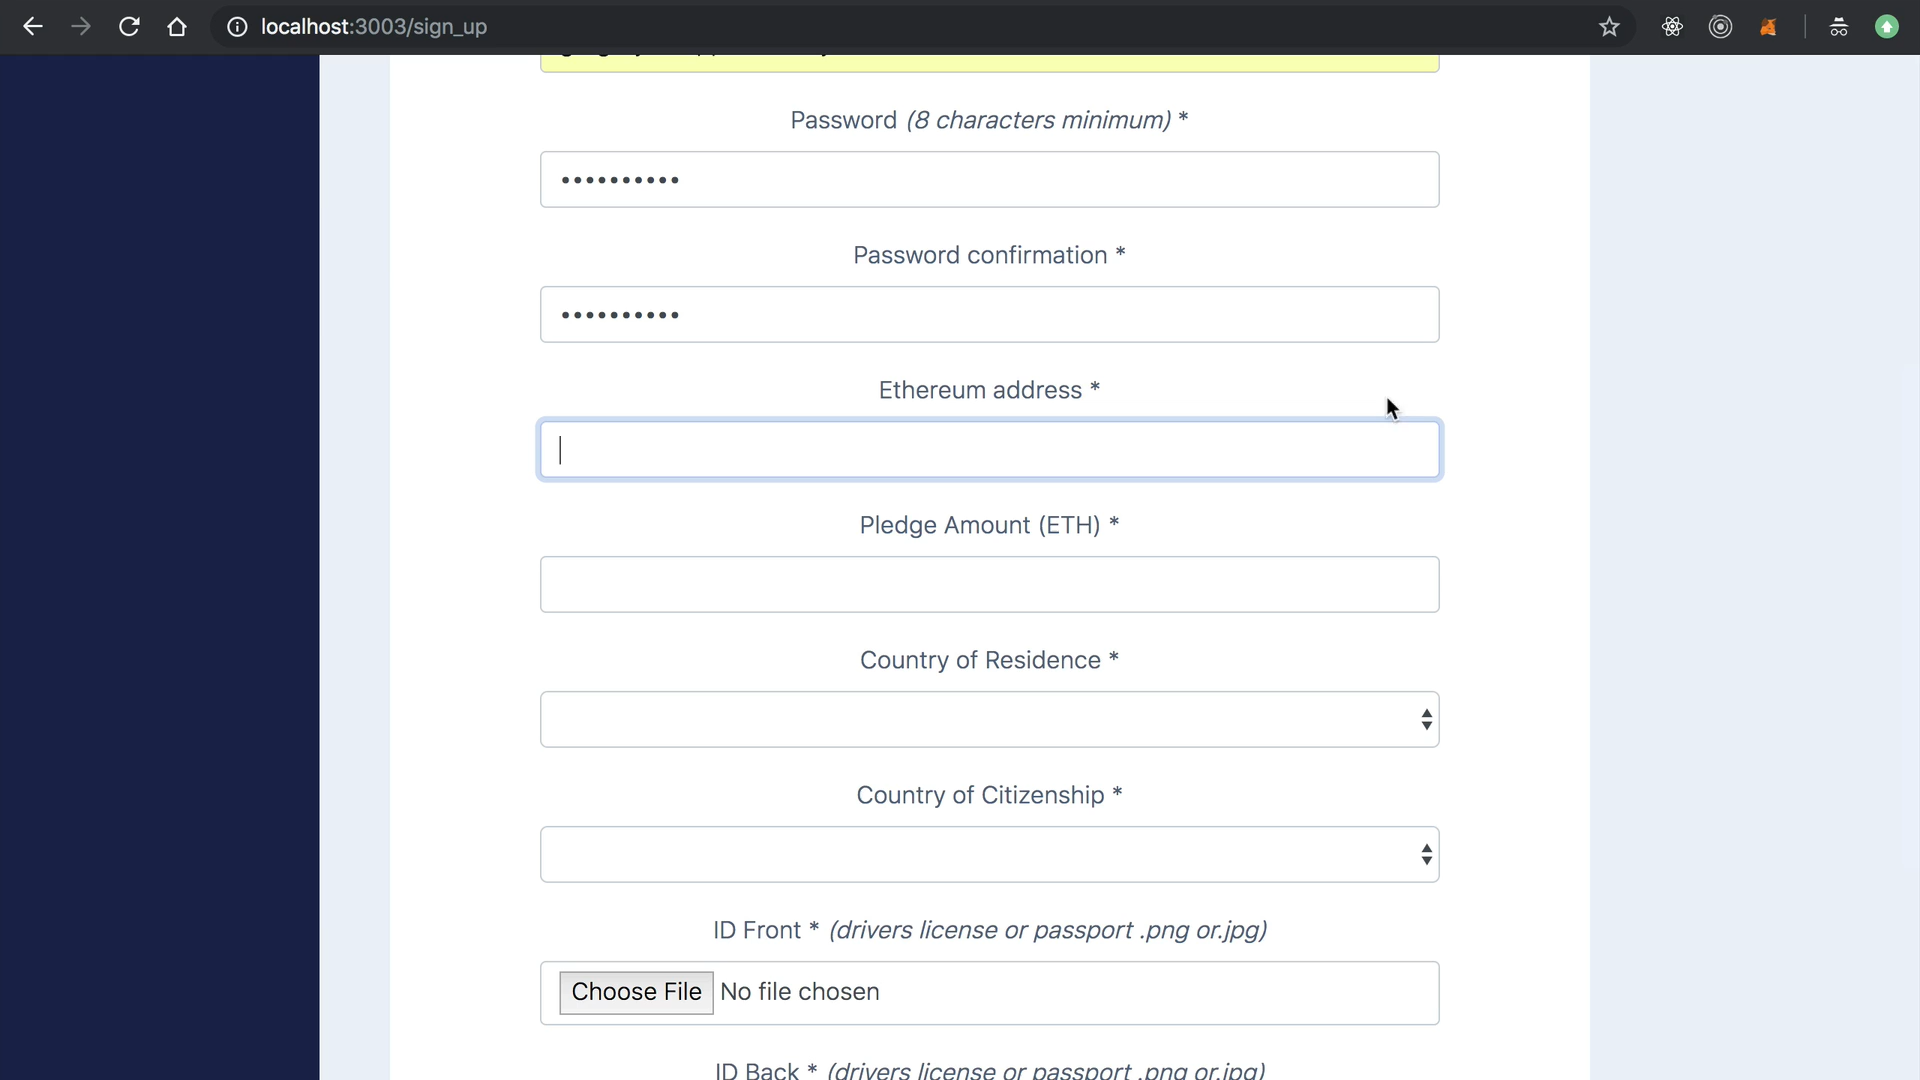 localhost:3003/sign_up
Password (8 characters minimum) *
••••••••••
Password confirmation *
••••••••••
Ethereum address *
Pledge Amount (ETH) *
Country of Residence *
Country of Citizenship *
ID Front * (drivers license or passport .png or.jpg)
Choose File No file chosen
ID Back * (drivers license or passport .png or.jpg)